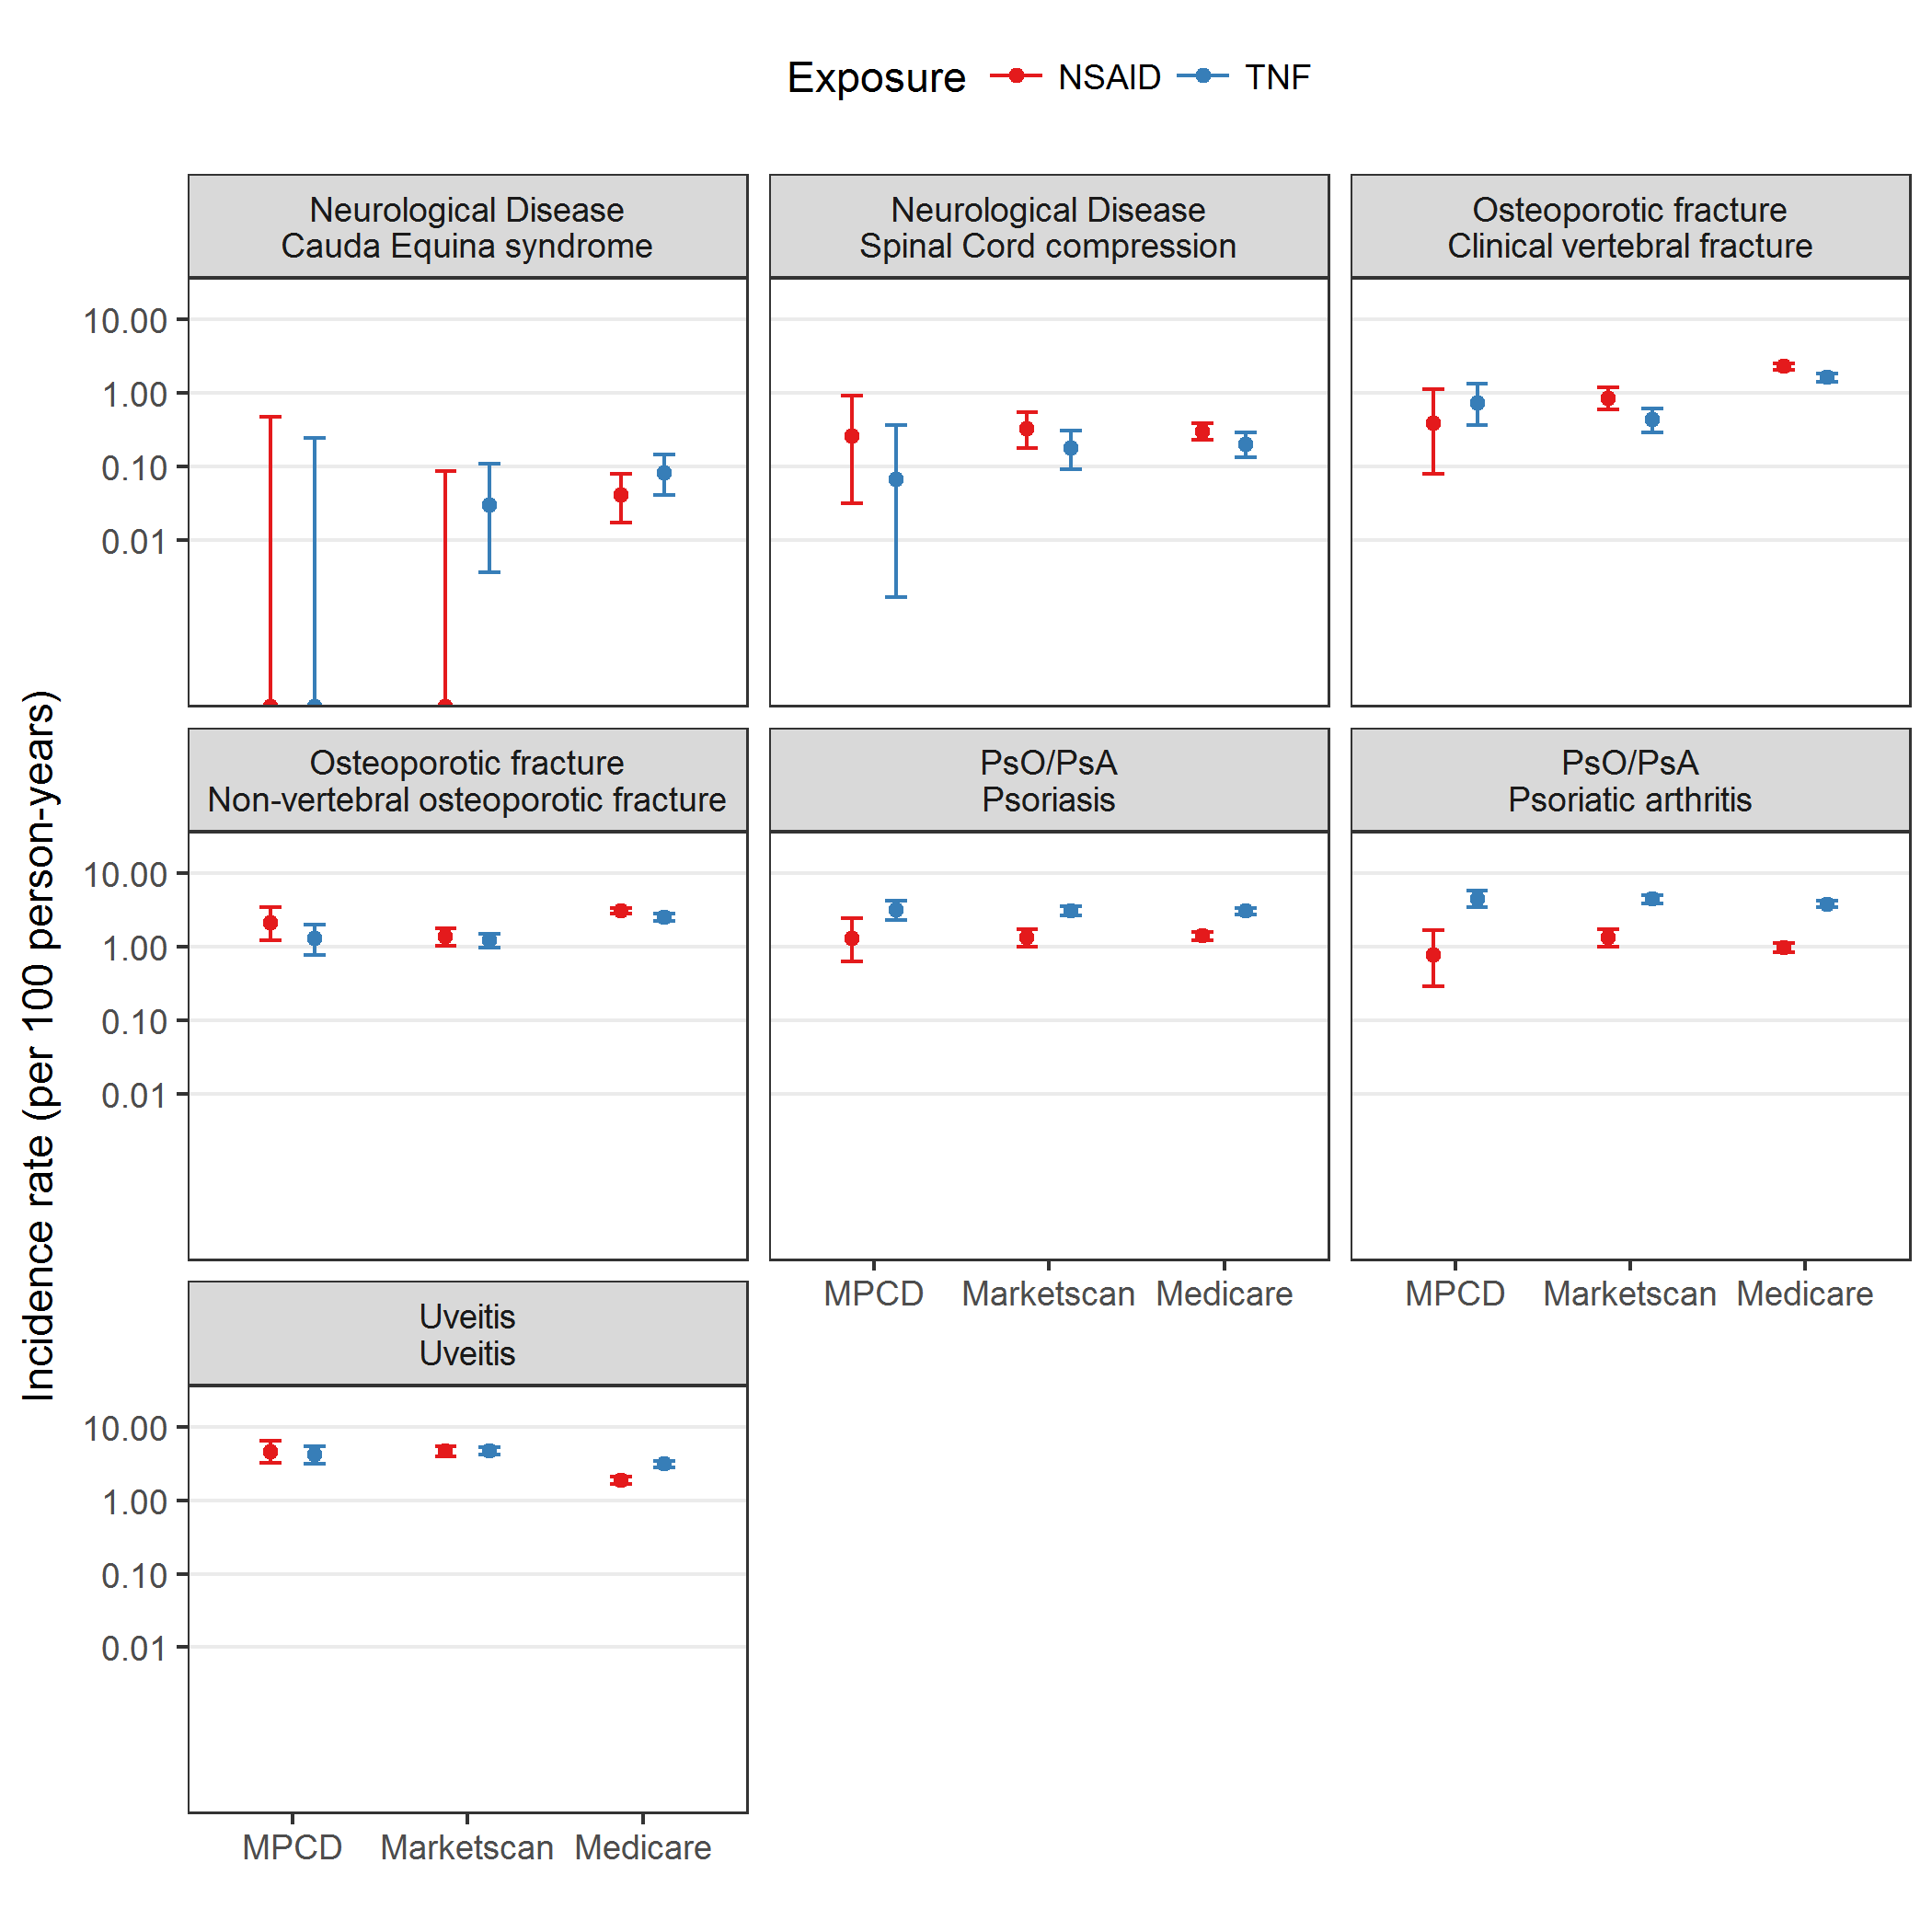 Exposure NSAID TNF
Neurological Disease
Cauda Equina syndrome
Neurological Disease
Spinal Cord compression
Osteoporotic fracture
Clinical vertebral fracture
10.00
1.00
0.10
0.01
Incidence rate (per 100 person-years)
Osteoporotic fracture
Non-vertebral osteoporotic fracture
PsO/PsA
Psoriasis
PsO/PsA
Psoriatic arthritis
10.00
1.00
0.10
0.01
MPCD Marketscan Medicare
MPCD Marketscan Medicare
Uveitis
Uveitis
10.00
1.00
0.10
0.01
MPCD Marketscan Medicare